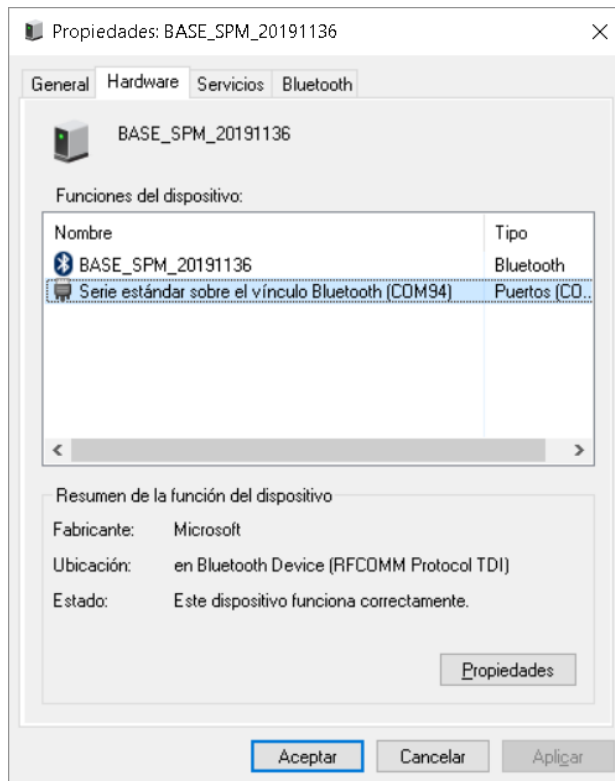 Propiedades: BASE_SPM_20191136
General Hardware Servicios Bluetooth
BASE_SPM_20191136
Funciones del dispositivo:
Nombre Tipo
BASE_SPM_20191136 Bluetooth
Serie estándar sobre el vínculo Bluetooth (COM94) Puertos (CO...
Resumen de la función del dispositivo
Fabricante: Microsoft
Ubicación: en Bluetooth Device (RFCOMM Protocol TDI)
Estado: Este dispositivo funciona correctamente.
Propiedades
Aceptar Cancelar Aplicar